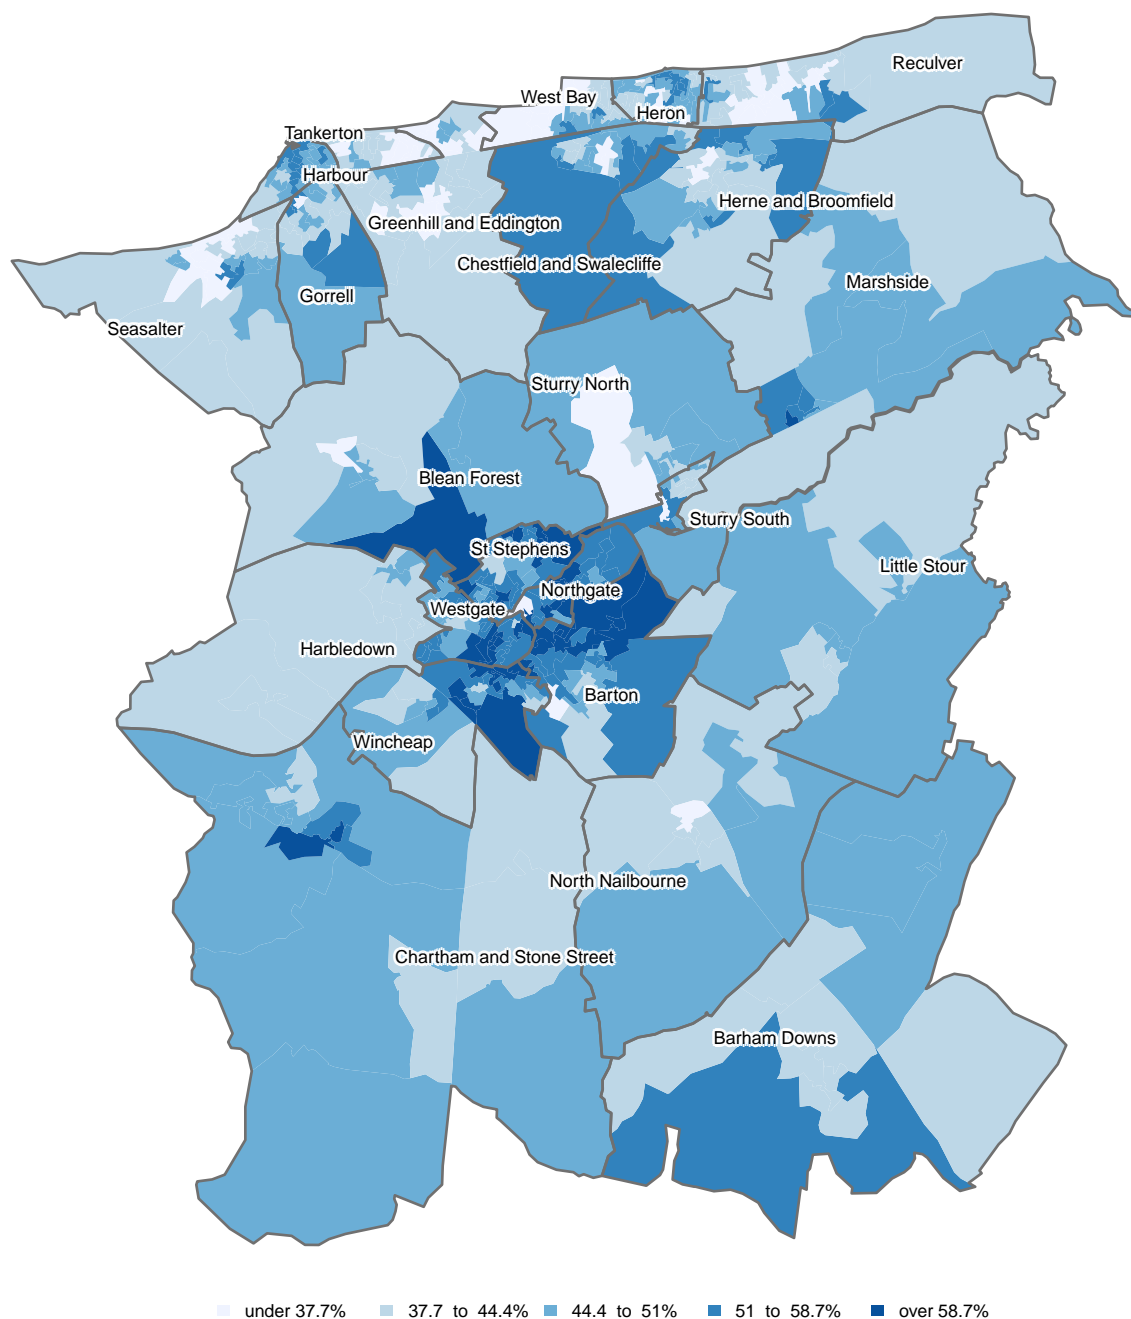 Reculver
West Bay
Heron
Tankerton
Harbour
Herne and Broomfield
Greenhill and Eddington
Chestfield and Swalecliffe
Marshside
Gorrell
Seasalter
Sturry North
Blean Forest
Sturry South
St Stephens
Little Stour
Northgate
Westgate
Harbledown
Barton
Wincheap
North Nailbourne
Chartham and Stone Street
Barham Downs
under 37.7% 37.7 to 44.4% 44.4 to 51% 51 to 58.7% over 58.7%